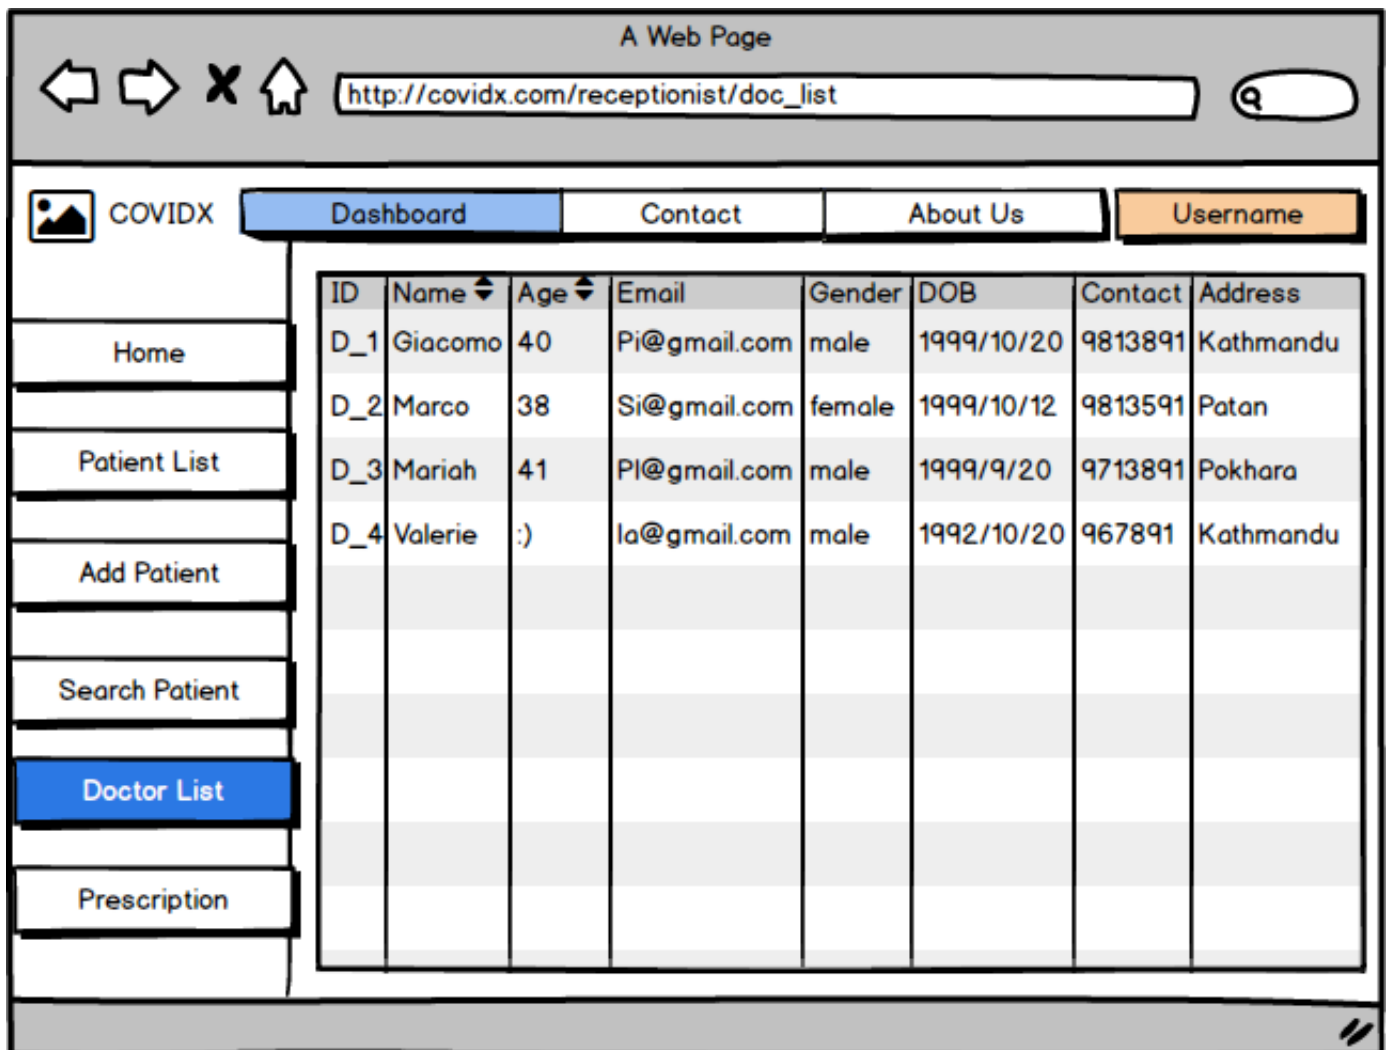 A Web Page
http://covidx.com/receptionist/doc_list
COVIDX Dashboard Contact About Us Username
ID Name Age Email Gender DOB Contact Address
D_1 Giacomo 40 Pi@gmail.com male 1999/10/20 9813891 Kathmandu
D_2 Marco 38 Si@gmail.com female 1999/10/12 9813591 Patan
D_3 Mariah 41 Pl@gmail.com male 1999/9/20 9713891 Pokhara
D_4 Valerie :) la@gmail.com male 1992/10/20 967891 Kathmandu
Home
Patient List
Add Patient
Search Patient
Doctor List
Prescription